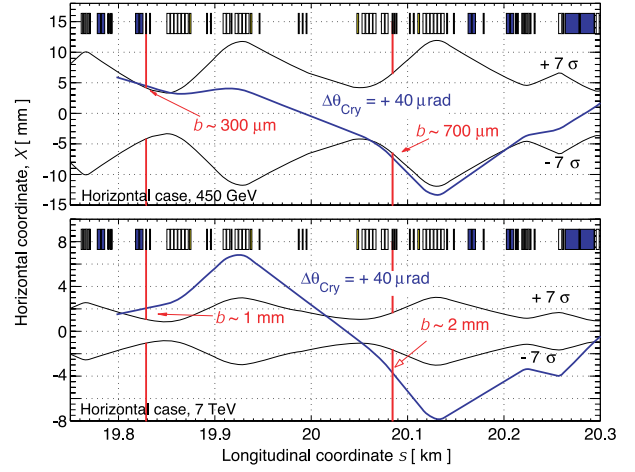 15
10
5
0
-5
-10
-15
+ 7 σ
Δθ_Cry = + 40 μrad
b ~ 300 μm
b ~ 700 μm
- 7 σ
Horizontal case, 450 GeV
Horizontal coordinate, X [ mm ]
8
4
0
-4
-8
Δθ_Cry = + 40 μrad
+ 7 σ
b ~ 1 mm
b ~ 2 mm
- 7 σ
Horizontal case, 7 TeV
19.8 19.9 20 20.1 20.2 20.3
Longitudinal coordinate s [ km ]